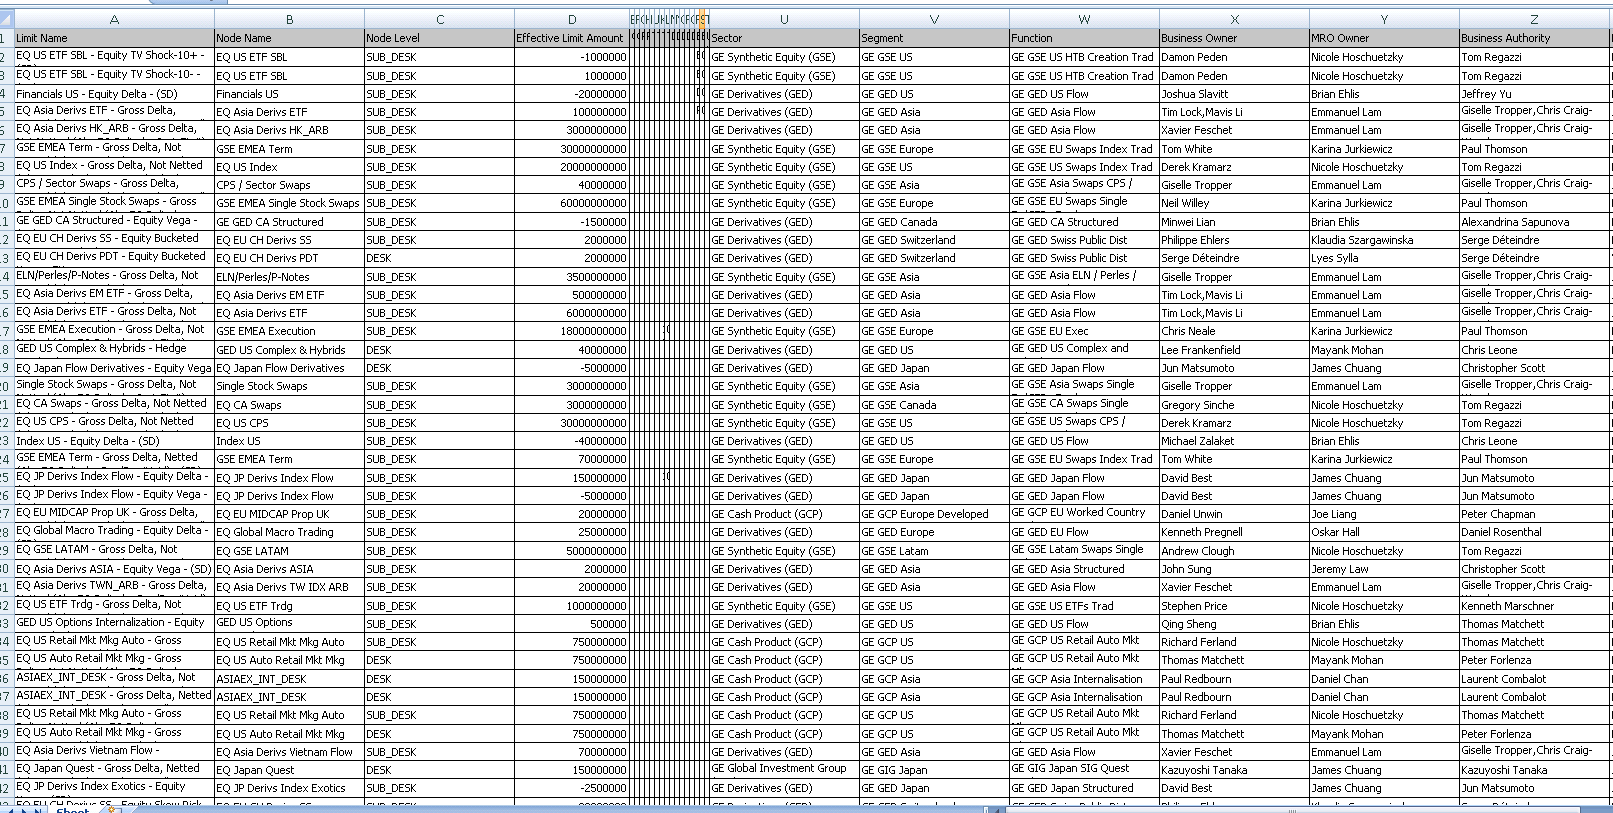 A B C D U V W X Y Z
Limit Name Node Name Node Level Effective Limit Amount Sector Segment Function Business Owner MRO Owner Business Authority
EQ US ETF SBL - Equity TV Shock-10+ - EQ US ETF SBL SUB_DESK -1000000 GE Synthetic Equity (GSE) GE GSE US GE GSE US HTB Creation Trad Damon Peden Nicole Hoschuetzky Tom Regazzi
EQ US ETF SBL - Equity TV Shock-10- - EQ US ETF SBL SUB_DESK 1000000 GE Synthetic Equity (GSE) GE GSE US GE GSE US HTB Creation Trad Damon Peden Nicole Hoschuetzky Tom Regazzi
Financials US - Equity Delta - (SD) Financials US SUB_DESK -20000000 GE Derivatives (GED) GE GED US GE GED US Flow Joshua Slavitt Brian Ehlis Jeffrey Yu
EQ Asia Derivs ETF - Gross Delta, EQ Asia Derivs ETF SUB_DESK 100000000 GE Derivatives (GED) GE GED Asia GE GED Asia Flow Tim Lock,Mavis Li Emmanuel Lam Giselle Tropper,Chris Craig-
EQ Asia Derivs HK_ARB - Gross Delta, EQ Asia Derivs HK_ARB SUB_DESK 3000000000 GE Derivatives (GED) GE GED Asia GE GED Asia Flow Xavier Feschet Emmanuel Lam Giselle Tropper,Chris Craig-
GSE EMEA Term - Gross Delta, Not GSE EMEA Term SUB_DESK 30000000000 GE Synthetic Equity (GSE) GE GSE Europe GE GSE EU Swaps Index Trad Tom White Karina Jurkiewicz Paul Thomson
EQ US Index - Gross Delta, Not Netted EQ US Index SUB_DESK 20000000000 GE Synthetic Equity (GSE) GE GSE US GE GSE US Swaps Index Trad Derek Kramarz Nicole Hoschuetzky Tom Regazzi
CPS / Sector Swaps - Gross Delta, CPS / Sector Swaps SUB_DESK 40000000 GE Synthetic Equity (GSE) GE GSE Asia GE GSE Asia Swaps CPS / Giselle Tropper Emmanuel Lam Giselle Tropper,Chris Craig-
GSE EMEA Single Stock Swaps - Gross GSE EMEA Single Stock Swaps SUB_DESK 60000000000 GE Synthetic Equity (GSE) GE GSE Europe GE GSE EU Swaps Single Neil Willey Karina Jurkiewicz Paul Thomson
GE GED CA Structured - Equity Vega - GE GED CA Structured SUB_DESK -1500000 GE Derivatives (GED) GE GED Canada GE GED CA Structured Minwei Lian Brian Ehlis Alexandrina Sapunova
EQ EU CH Derivs SS - Equity Bucketed EQ EU CH Derivs SS SUB_DESK 2000000 GE Derivatives (GED) GE GED Switzerland GE GED Swiss Public Dist Philippe Ehlers Klaudia Szargawinska Serge Déteindre
EQ EU CH Derivs PDT - Equity Bucketed EQ EU CH Derivs PDT DESK 2000000 GE Derivatives (GED) GE GED Switzerland GE GED Swiss Public Dist Serge Déteindre Lyes Sylla Serge Déteindre
ELN/Perles/P-Notes - Gross Delta, Not ELN/Perles/P-Notes SUB_DESK 3500000000 GE Synthetic Equity (GSE) GE GSE Asia GE GSE Asia ELN / Perles / Giselle Tropper Emmanuel Lam Giselle Tropper,Chris Craig-
EQ Asia Derivs EM ETF - Gross Delta, EQ Asia Derivs EM ETF SUB_DESK 500000000 GE Derivatives (GED) GE GED Asia GE GED Asia Flow Tim Lock,Mavis Li Emmanuel Lam Giselle Tropper,Chris Craig-
EQ Asia Derivs ETF - Gross Delta, EQ Asia Derivs ETF SUB_DESK 6000000000 GE Derivatives (GED) GE GED Asia GE GED Asia Flow Tim Lock,Mavis Li Emmanuel Lam Giselle Tropper,Chris Craig-
GSE EMEA Execution - Gross Delta, Not GSE EMEA Execution SUB_DESK 18000000000 GE Synthetic Equity (GSE) GE GSE Europe GE GSE EU Exec Chris Neale Karina Jurkiewicz Paul Thomson
GED US Complex & Hybrids - Hedge GED US Complex & Hybrids DESK 40000000 GE Derivatives (GED) GE GED US GE GED US Complex and Lee Frankenfield Mayank Mohan Chris Leone
EQ Japan Flow Derivatives - Equity Vega EQ Japan Flow Derivatives DESK -5000000 GE Derivatives (GED) GE GED Japan GE GED Japan Flow Jun Matsumoto James Chuang Christopher Scott
Single Stock Swaps - Gross Delta, Not Single Stock Swaps SUB_DESK 3000000000 GE Synthetic Equity (GSE) GE GSE Asia GE GSE Asia Swaps Single Giselle Tropper Emmanuel Lam Giselle Tropper,Chris Craig-
EQ CA Swaps - Gross Delta, Not Netted EQ CA Swaps SUB_DESK 3000000000 GE Synthetic Equity (GSE) GE GSE Canada GE GSE CA Swaps Single Gregory Sinche Nicole Hoschuetzky Tom Regazzi
EQ US CPS - Gross Delta, Not Netted EQ US CPS SUB_DESK 30000000000 GE Synthetic Equity (GSE) GE GSE US GE GSE US Swaps CPS / Derek Kramarz Nicole Hoschuetzky Tom Regazzi
Index US - Equity Delta - (SD) Index US SUB_DESK -40000000 GE Derivatives (GED) GE GED US GE GED US Flow Michael Zalaket Brian Ehlis Chris Leone
GSE EMEA Term - Gross Delta, Netted GSE EMEA Term SUB_DESK 70000000 GE Synthetic Equity (GSE) GE GSE Europe GE GSE EU Swaps Index Trad Tom White Karina Jurkiewicz Paul Thomson
EQ JP Derivs Index Flow - Equity Delta - EQ JP Derivs Index Flow SUB_DESK 150000000 GE Derivatives (GED) GE GED Japan GE GED Japan Flow David Best James Chuang Jun Matsumoto
EQ JP Derivs Index Flow - Equity Vega - EQ JP Derivs Index Flow SUB_DESK -5000000 GE Derivatives (GED) GE GED Japan GE GED Japan Flow David Best James Chuang Jun Matsumoto
EQ EU MIDCAP Prop UK - Gross Delta, EQ EU MIDCAP Prop UK SUB_DESK 20000000 GE Cash Product (GCP) GE GCP Europe Developed GE GCP EU Worked Country Daniel Unwin Joe Liang Peter Chapman
EQ Global Macro Trading - Equity Delta - EQ Global Macro Trading SUB_DESK 25000000 GE Derivatives (GED) GE GED Europe GE GED EU Flow Kenneth Pregnell Oskar Hall Daniel Rosenthal
EQ GSE LATAM - Gross Delta, Not EQ GSE LATAM SUB_DESK 5000000000 GE Synthetic Equity (GSE) GE GSE Latam GE GSE Latam Swaps Single Andrew Clough Nicole Hoschuetzky Tom Regazzi
EQ Asia Derivs ASIA - Equity Vega - (SD) EQ Asia Derivs ASIA SUB_DESK 2000000 GE Derivatives (GED) GE GED Asia GE GED Asia Structured John Sung Jeremy Law Christopher Scott
EQ Asia Derivs TWN_ARB - Gross Delta, EQ Asia Derivs TW IDX ARB SUB_DESK 20000000 GE Derivatives (GED) GE GED Asia GE GED Asia Flow Xavier Feschet Emmanuel Lam Giselle Tropper,Chris Craig-
EQ US ETF Trdg - Gross Delta, Not EQ US ETF Trdg SUB_DESK 1000000000 GE Synthetic Equity (GSE) GE GSE US GE GSE US ETFs Trad Stephen Price Nicole Hoschuetzky Kenneth Marschner
GED US Options Internalization - Equity GED US Options SUB_DESK 500000 GE Derivatives (GED) GE GED US GE GED US Flow Qing Sheng Brian Ehlis Thomas Matchett
EQ US Retail Mkt Mkg Auto - Gross EQ US Retail Mkt Mkg Auto SUB_DESK 750000000 GE Cash Product (GCP) GE GCP US GE GCP US Retail Auto Mkt Richard Ferland Nicole Hoschuetzky Thomas Matchett
EQ US Auto Retail Mkt Mkg - Gross EQ US Auto Retail Mkt Mkg DESK 750000000 GE Cash Product (GCP) GE GCP US GE GCP US Retail Auto Mkt Thomas Matchett Mayank Mohan Peter Forlenza
ASIAEX_INT_DESK - Gross Delta, Not ASIAEX_INT_DESK DESK 150000000 GE Cash Product (GCP) GE GCP Asia GE GCP Asia Internalisation Paul Redbourn Daniel Chan Laurent Combalot
ASIAEX_INT_DESK - Gross Delta, Netted ASIAEX_INT_DESK DESK 150000000 GE Cash Product (GCP) GE GCP Asia GE GCP Asia Internalisation Paul Redbourn Daniel Chan Laurent Combalot
EQ US Retail Mkt Mkg Auto - Gross EQ US Retail Mkt Mkg Auto SUB_DESK 750000000 GE Cash Product (GCP) GE GCP US GE GCP US Retail Auto Mkt Richard Ferland Nicole Hoschuetzky Thomas Matchett
EQ US Auto Retail Mkt Mkg - Gross EQ US Auto Retail Mkt Mkg DESK 750000000 GE Cash Product (GCP) GE GCP US GE GCP US Retail Auto Mkt Thomas Matchett Mayank Mohan Peter Forlenza
EQ Asia Derivs Vietnam Flow - EQ Asia Derivs Vietnam Flow SUB_DESK 70000000 GE Derivatives (GED) GE GED Asia GE GED Asia Flow Xavier Feschet Emmanuel Lam Giselle Tropper,Chris Craig-
EQ Japan Quest - Gross Delta, Netted EQ Japan Quest DESK 150000000 GE Global Investment Group GE GIG Japan GE GIG Japan SIG Quest Kazuyoshi Tanaka James Chuang Kazuyoshi Tanaka
EQ JP Derivs Index Exotics - Equity EQ JP Derivs Index Exotics SUB_DESK -2500000 GE Derivatives (GED) GE GED Japan GE GED Japan Structured David Best James Chuang Jun Matsumoto